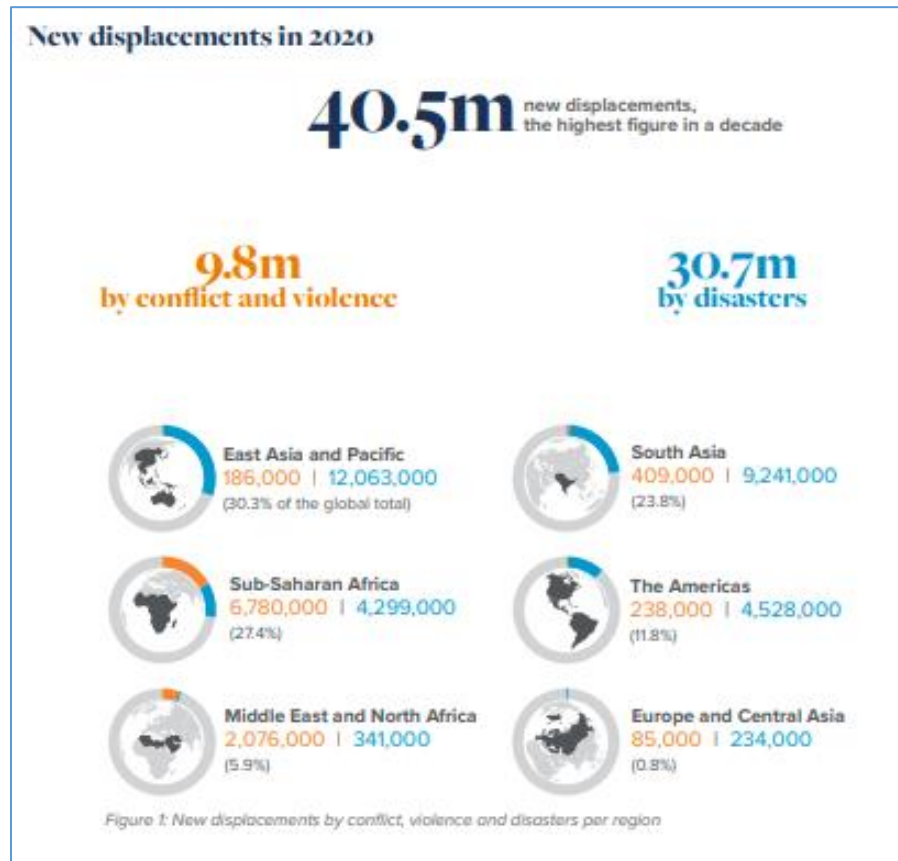 New displacements in 2020
40.5m new displacements,
the highest figure in a decade
9.8m
by conflict and violence
30.7m
by disasters
East Asia and Pacific
186,000 | 12,063,000
(30.3% of the global total)
South Asia
409,000 | 9,241,000
(23.8%)
Sub-Saharan Africa
6,780,000 | 4,299,000
(27.4%)
The Americas
238,000 | 4,528,000
(11.8%)
Middle East and North Africa
2,076,000 | 341,000
(5.9%)
Europe and Central Asia
85,000 | 234,000
(0.8%)
Figure 1: New displacements by conflict, violence and disasters per region